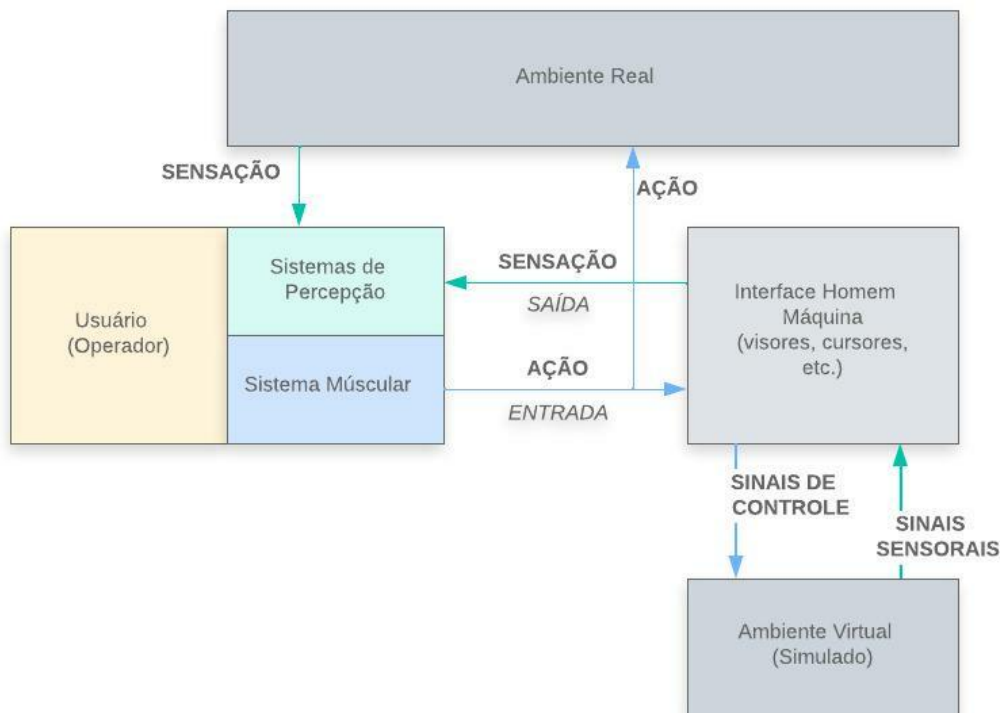 Ambiente Real
SENSAÇÃO
AÇÃO
Usuário
(Operador)
Sistemas de
Percepção
Sistema Múscular
SENSAÇÃO
SAÍDA
AÇÃO
ENTRADA
Interface Homem
Máquina
(visores, cursores,
etc.)
SINAIS DE
CONTROLE
SINAIS
SENSORAIS
Ambiente Virtual
(Simulado)